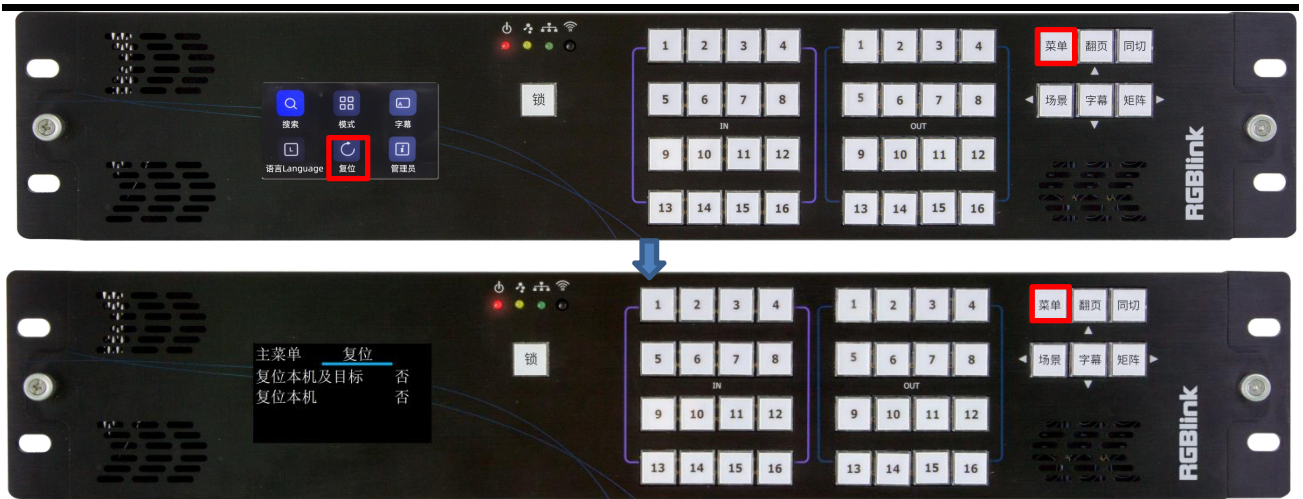 1 2 3 4
1 2 3 4
菜单 翻页 同切
搜索 模式 字幕
锁
5 6 7 8
5 6 7 8
场景 字幕 矩阵
IN
OUT
语言Language 复位 管理员
9 10 11 12
9 10 11 12
RGBlink
13 14 15 16
13 14 15 16
1 2 3 4
1 2 3 4
菜单 翻页 同切
主菜单 复位
复位本机及目标 否
复位本机 否
锁
5 6 7 8
5 6 7 8
场景 字幕 矩阵
IN
OUT
9 10 11 12
9 10 11 12
RGBlink
13 14 15 16
13 14 15 16